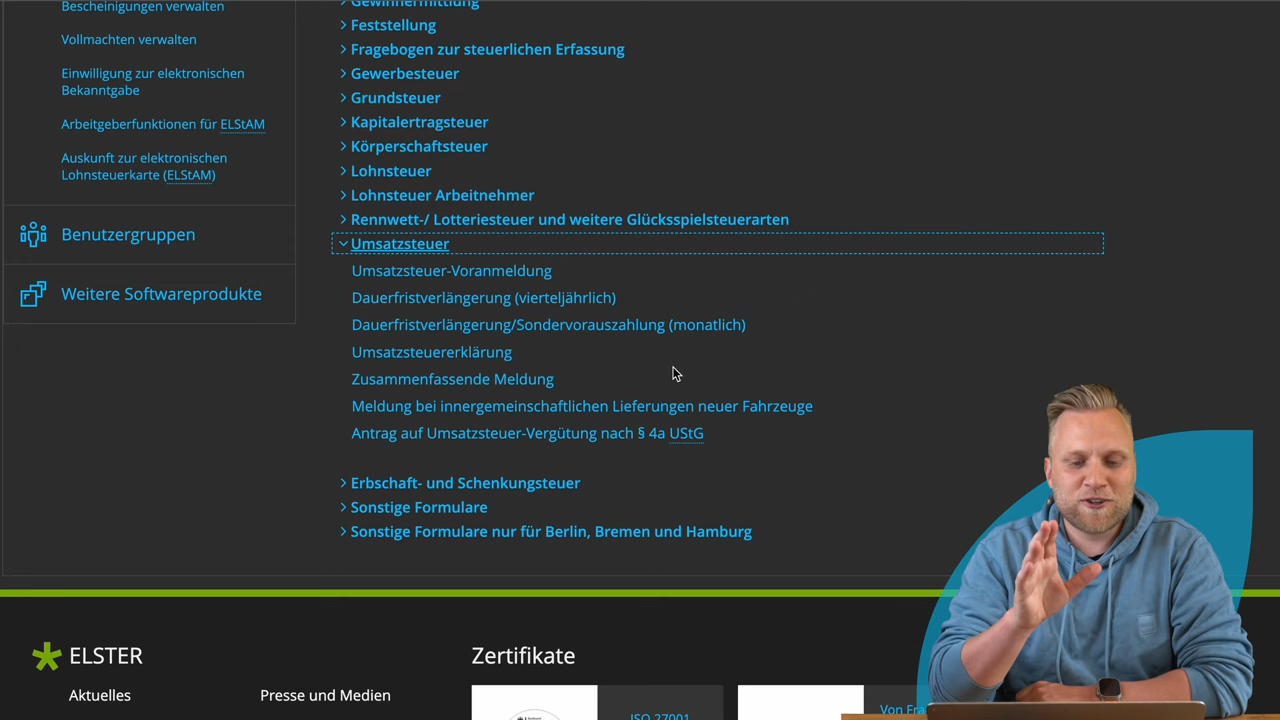 Bescheinigungen verwalten
Vollmachten verwalten
Einwilligung zur elektronischen
Bekanntgabe
Arbeitgeberfunktionen für ELStAM
Auskunft zur elektronischen
Lohnsteuerkarte (ELStAM)
Benutzergruppen
Weitere Softwareprodukte
Gewinnermittlung
Feststellung
Fragebogen zur steuerlichen Erfassung
Gewerbesteuer
Grundsteuer
Kapitalertragsteuer
Körperschaftsteuer
Lohnsteuer
Lohnsteuer Arbeitnehmer
Rennwett-/ Lotteriesteuer und weitere Glücksspielsteuerarten
Umsatzsteuer
Umsatzsteuer-Voranmeldung
Dauerfristverlängerung (vierteljährlich)
Dauerfristverlängerung/Sondervorauszahlung (monatlich)
Umsatzsteuererklärung
Zusammenfassende Meldung
Meldung bei innergemeinschaftlichen Lieferungen neuer Fahrzeuge
Antrag auf Umsatzsteuer-Vergütung nach § 4a UStG
Erbschaft- und Schenkungsteuer
Sonstige Formulare
Sonstige Formulare nur für Berlin, Bremen und Hamburg
ELSTER
Aktuelles
Presse und Medien
Zertifikate
ISO 27001
Von